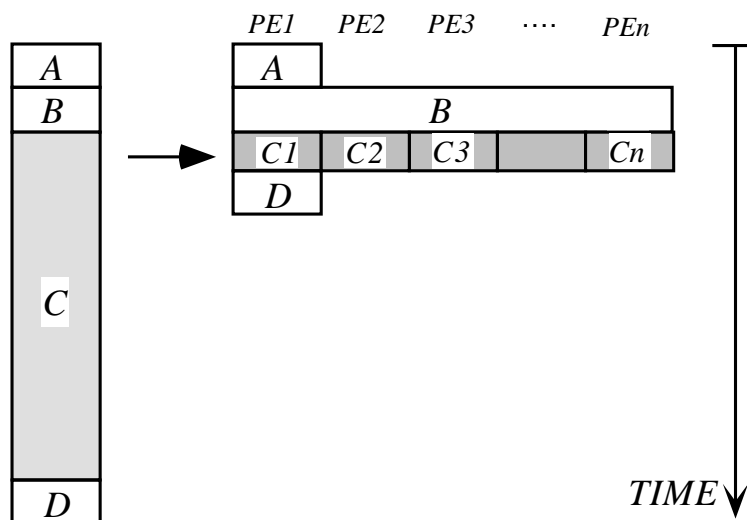 PE1 PE2 PE3 .... PEn
A A
B B
C1 C2 C3 Cn
D
C
D TIME